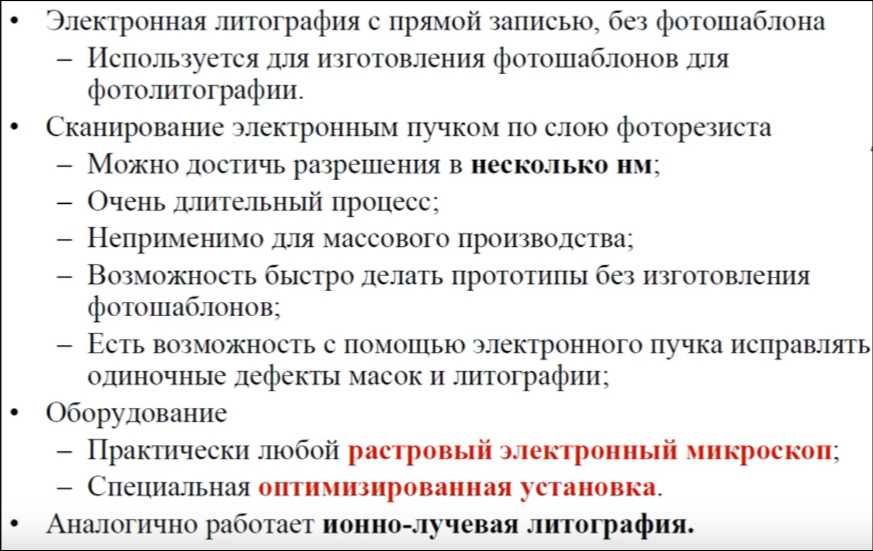 • Электронная литография с прямой записью, без фотошаблона
– Используется для изготовления фотошаблонов для
фотолитографии.
• Сканирование электронным пучком по слою фоторезиста
– Можно достичь разрешения в несколько нм;
– Очень длительный процесс;
– Неприменимо для массового производства;
– Возможность быстро делать прототипы без изготовления
фотошаблонов;
– Есть возможность с помощью электронного пучка исправлять
одиночные дефекты масок и литографии;
• Оборудование
– Практически любой растровый электронный микроскоп;
– Специальная оптимизированная установка.
• Аналогично работает ионно-лучевая литография.